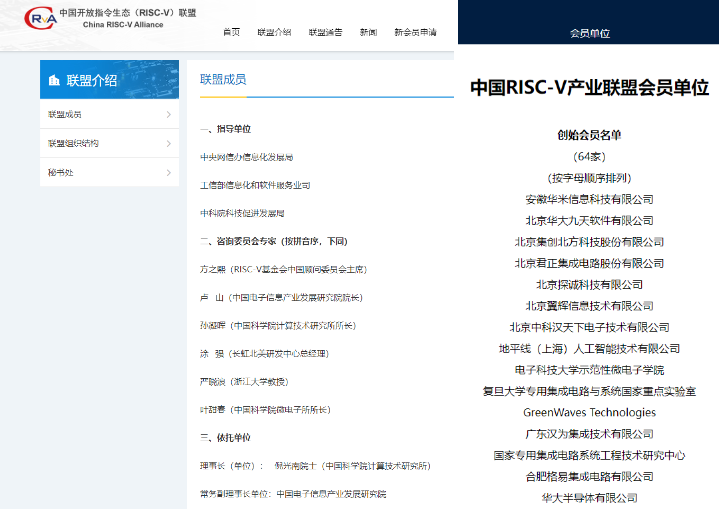 中国开放指令生态（RISC-V）联盟
China RISC-V Alliance
CRVA
首页
联盟介绍
联盟通告
新闻
新会员申请
联盟介绍
联盟成员
联盟组织结构
秘书处
联盟成员
一、指导单位
中央网信办信息化发展局
工信部信息化和软件服务业司
中科院科技促进发展局
二、咨询委员会专家（按拼音序，下同）
方之熙（RISC-V基金会中国顾问委员会主席）
卢 山（中国电子信息产业发展研究院院长）
孙凝晖（中国科学院计算技术研究所所长）
涂 强（长虹北美研发中心总经理）
严晓浪（浙江大学教授）
叶甜春（中国科学院微电子所所长）
三、依托单位
理事长（单位）： 倪光南院士（中国科学院计算技术研究所）
常务副理事长单位：中国电子信息产业发展研究院
会员单位
中国RISC-V产业联盟会员单位
创始会员名单
（64家）
（按字母顺序排列）
安徽华米信息科技有限公司
北京华大九天软件有限公司
北京集创北方科技股份有限公司
北京君正集成电路股份有限公司
北京探诚科技有限公司
北京翼辉信息技术有限公司
北京中科汉天下电子技术有限公司
地平线（上海）人工智能技术有限公司
电子科技大学示范性微电子学院
复旦大学专用集成电路与系统国家重点实验室
GreenWaves Technologies
广东汉为集成技术有限公司
国家专用集成电路系统工程技术研究中心
合肥格易集成电路有限公司
华大半导体有限公司